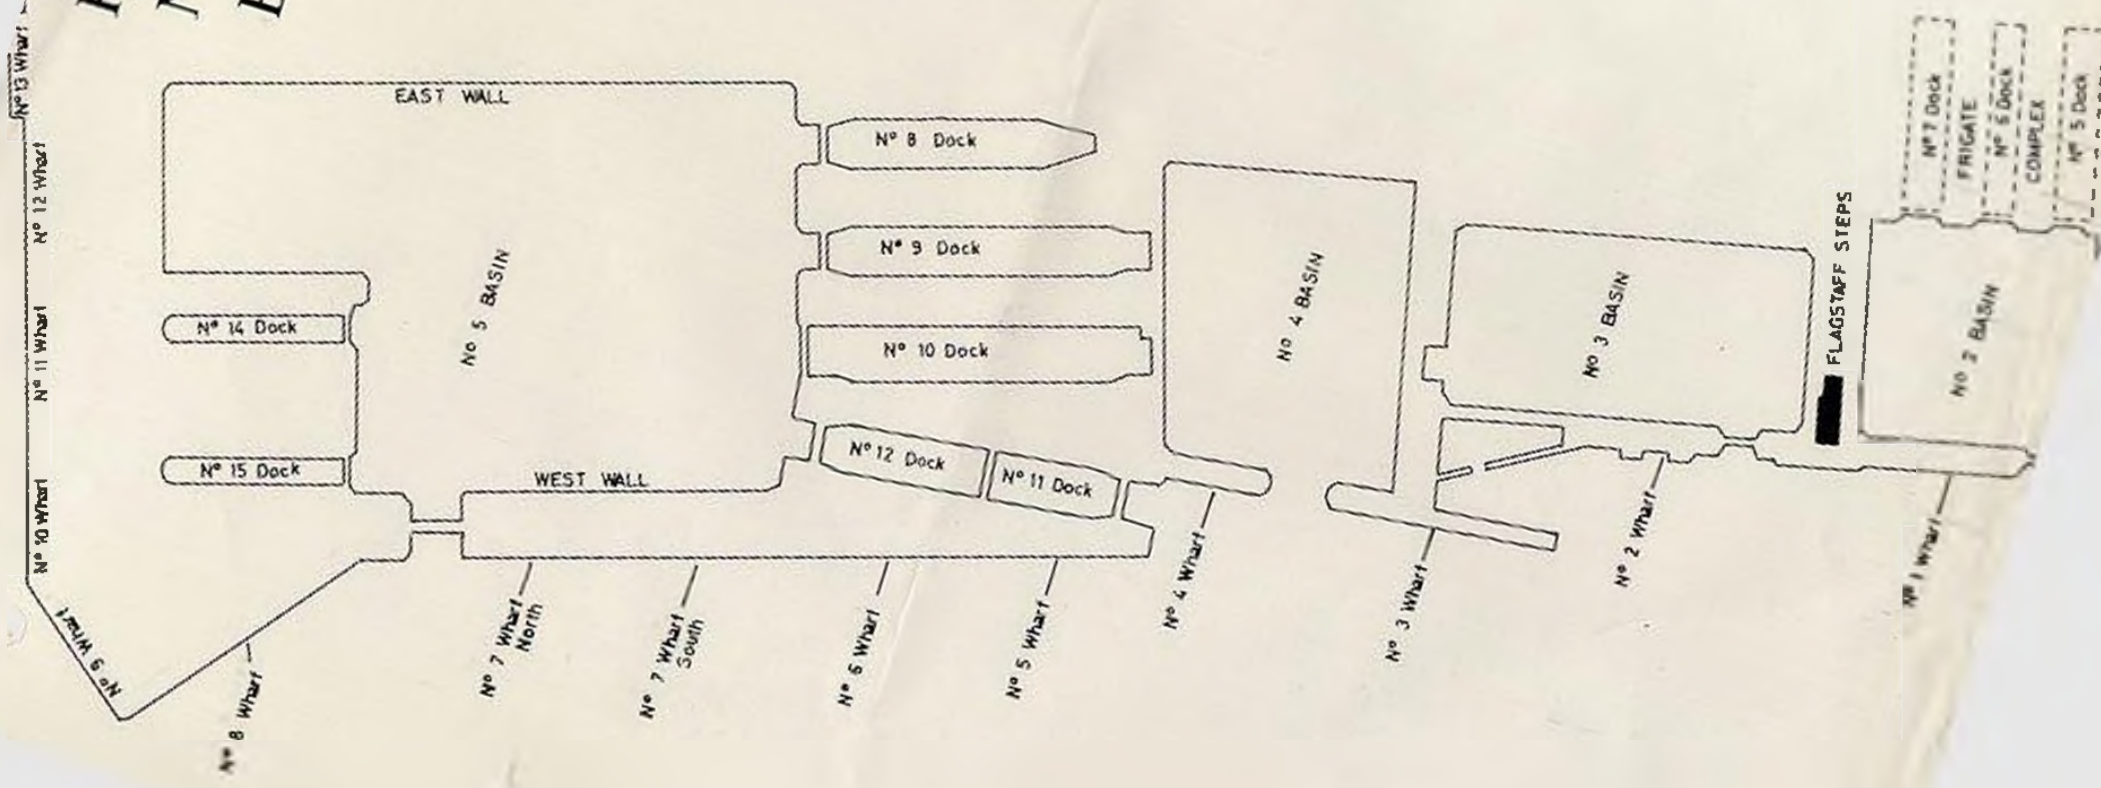 Nº 13 Wharf
Nº 12 Wharf
Nº 11 Wharf
Nº 10 Wharf
Nº 9 Wharf
Nº 8 Wharf
EAST WALL
Nº 5 BASIN
WEST WALL
Nº 14 Dock
Nº 15 Dock
Nº 8 Dock
Nº 9 Dock
Nº 10 Dock
Nº 12 Dock
Nº 11 Dock
Nº 7 Wharf
North
Nº 7 Wharf
South
Nº 6 Wharf
Nº 5 Wharf
Nº 4 Wharf
Nº 4 BASIN
Nº 3 Wharf
Nº 3 BASIN
Nº 2 Wharf
FLAGSTAFF STEPS
Nº 2 BASIN
Nº 1 Wharf
Nº 7 Dock
FRIGATE
Nº 6 Dock
COMPLEX
Nº 5 Dock